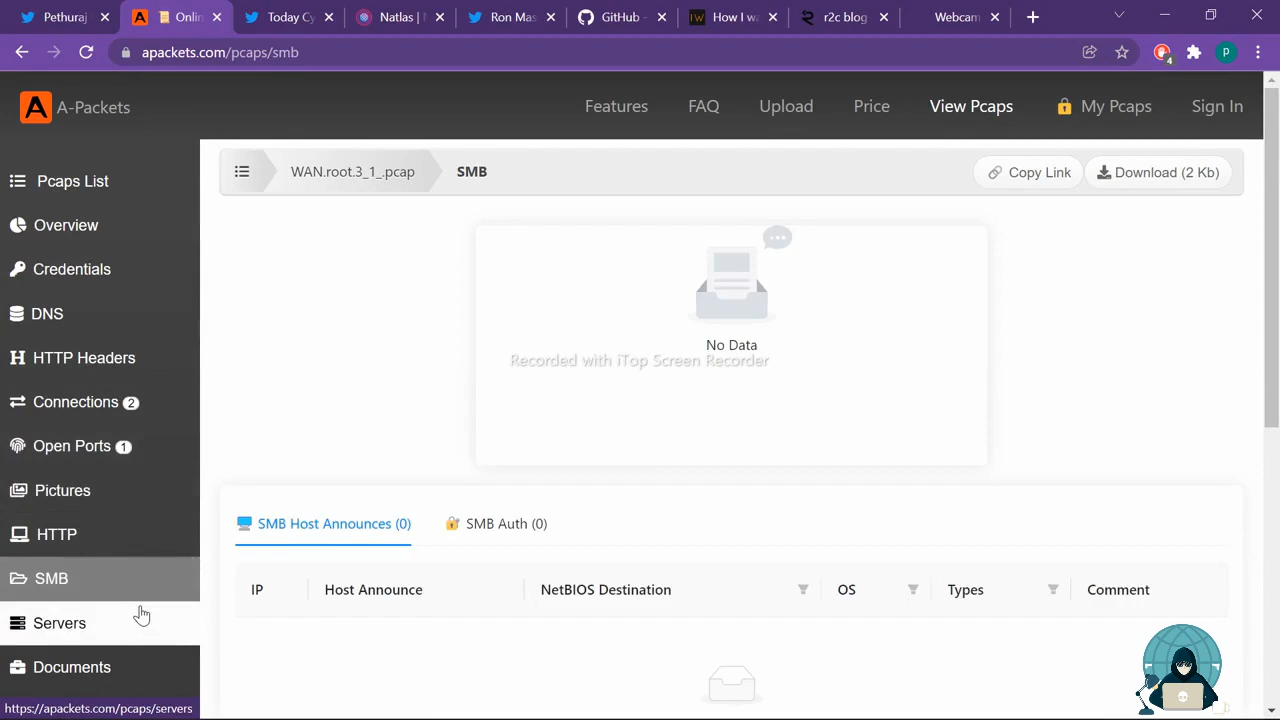 Pethuraj
Onlin
Today Cy
Natlas |
Ron Mas
GitHub -
How I wa
r2c blog
Webcam
apackets.com/pcaps/smb
4
p
A A-Packets
Features FAQ Upload Price View Pcaps My Pcaps Sign In
Pcaps List
Overview
Credentials
DNS
H HTTP Headers
Connections 2
Open Ports 1
Pictures
HTTP
SMB
Servers
Documents
https://apackets.com/pcaps/servers
WAN.root.3_1_.pcap SMB
Copy Link Download (2 Kb)
No Data
Recorded with iTop Screen Recorder
SMB Host Announces (0) SMB Auth (0)
IP Host Announce NetBIOS Destination OS Types Comment